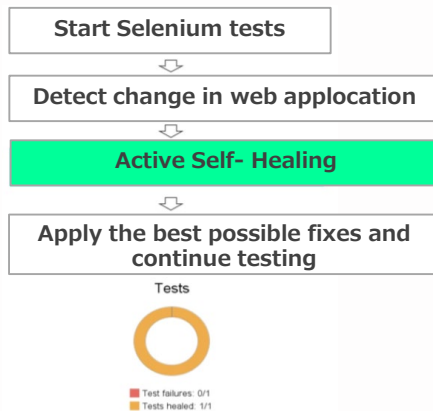 Start Selenium tests
Detect change in web applocation
Active Self- Healing
Apply the best possible fixes and
continue testing
Tests
Test failures: 0/1
Tests healed: 1/1